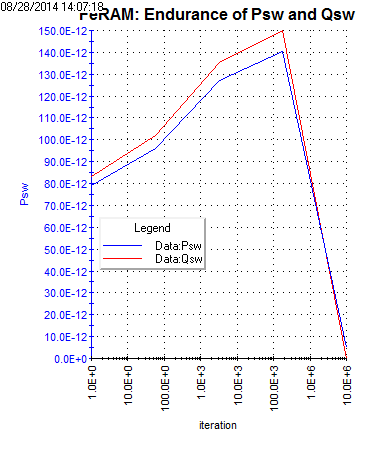 08/28/2014 14:07:18
FeRAM: Endurance of Psw and Qsw
150.0E-12
140.0E-12
130.0E-12
120.0E-12
110.0E-12
100.0E-12
90.0E-12
80.0E-12
70.0E-12
60.0E-12
50.0E-12
40.0E-12
30.0E-12
20.0E-12
10.0E-12
0.0E+0
Psw
Legend
Data:Psw
Data:Qsw
1.0E+0
10.0E+0
100.0E+0
1.0E+3
10.0E+3
100.0E+3
1.0E+6
10.0E+6
iteration